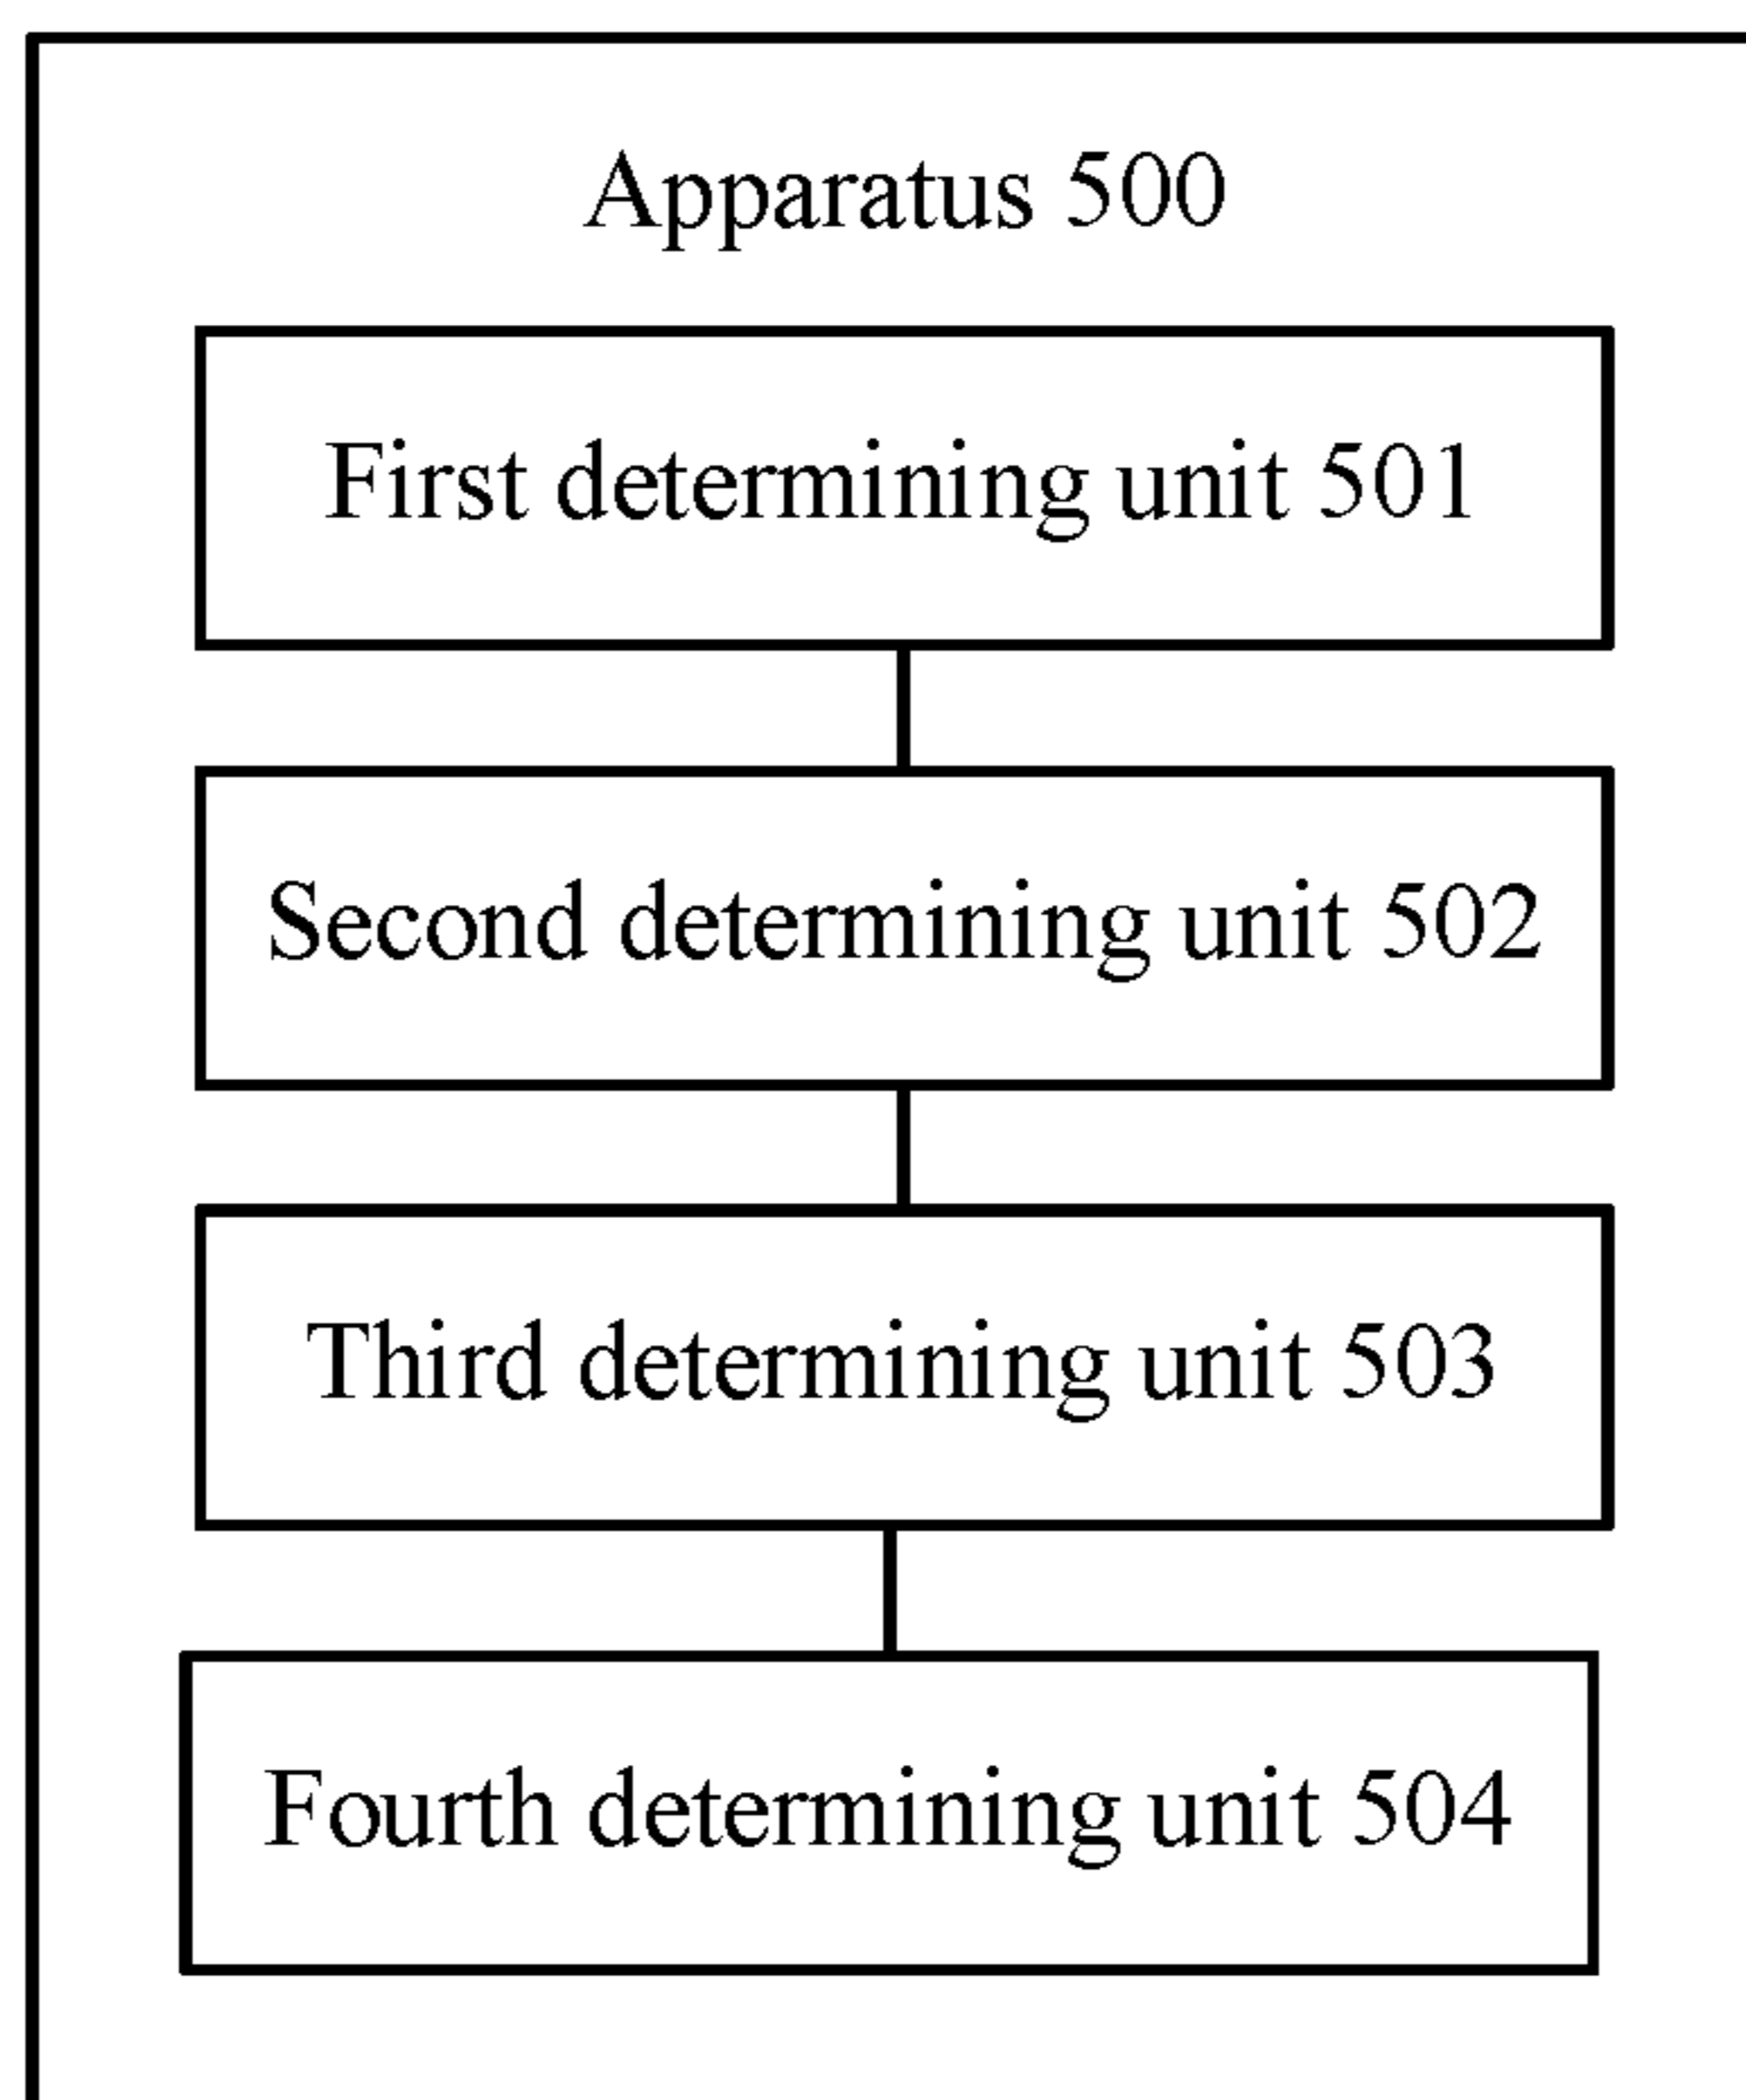 Apparatus 500
First determining unit 501
Second determining unit 502
Third determining unit 503
Fourth determining unit 504